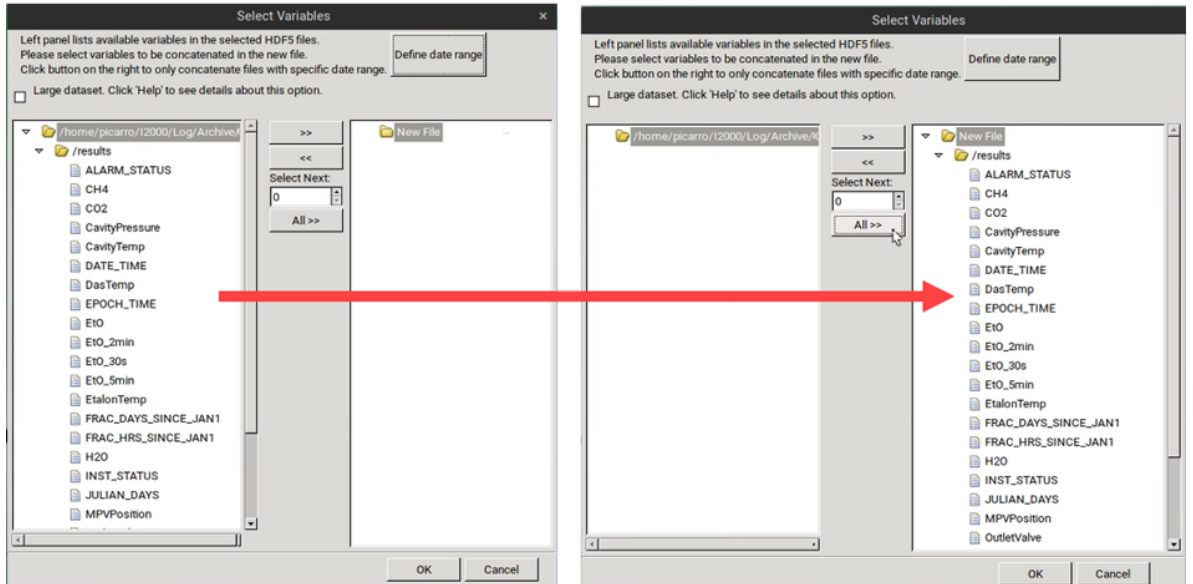 Select Variables
Left panel lists available variables in the selected HDF5 files.
Please select variables to be concatenated in the new file.
Click button on the right to only concatenate files with specific date range.
Define date range
Large dataset. Click 'Help' to see details about this option.
/home/picarro/I2000/Log/Archive/
/results
ALARM_STATUS
CH4
CO2
CavityPressure
CavityTemp
DATE_TIME
DasTemp
EPOCH_TIME
EtO
EtO_2min
EtO_30s
EtO_5min
EtalonTemp
FRAC_DAYS_SINCE_JAN1
FRAC_HRS_SINCE_JAN1
H2O
INST_STATUS
JULIAN_DAYS
MPVPosition
>>
<<
Select Next:
0
All >>
New File
OK
Cancel
Select Variables
Left panel lists available variables in the selected HDF5 files.
Please select variables to be concatenated in the new file.
Click button on the right to only concatenate files with specific date range.
Define date range
Large dataset. Click 'Help' to see details about this option.
/home/picarro/I2000/Log/Archive/
>>
<<
Select Next:
0
All >>
New File
/results
ALARM_STATUS
CH4
CO2
CavityPressure
CavityTemp
DATE_TIME
DasTemp
EPOCH_TIME
EtO
EtO_2min
EtO_30s
EtO_5min
EtalonTemp
FRAC_DAYS_SINCE_JAN1
FRAC_HRS_SINCE_JAN1
H2O
INST_STATUS
JULIAN_DAYS
MPVPosition
OutletValve
OK
Cancel